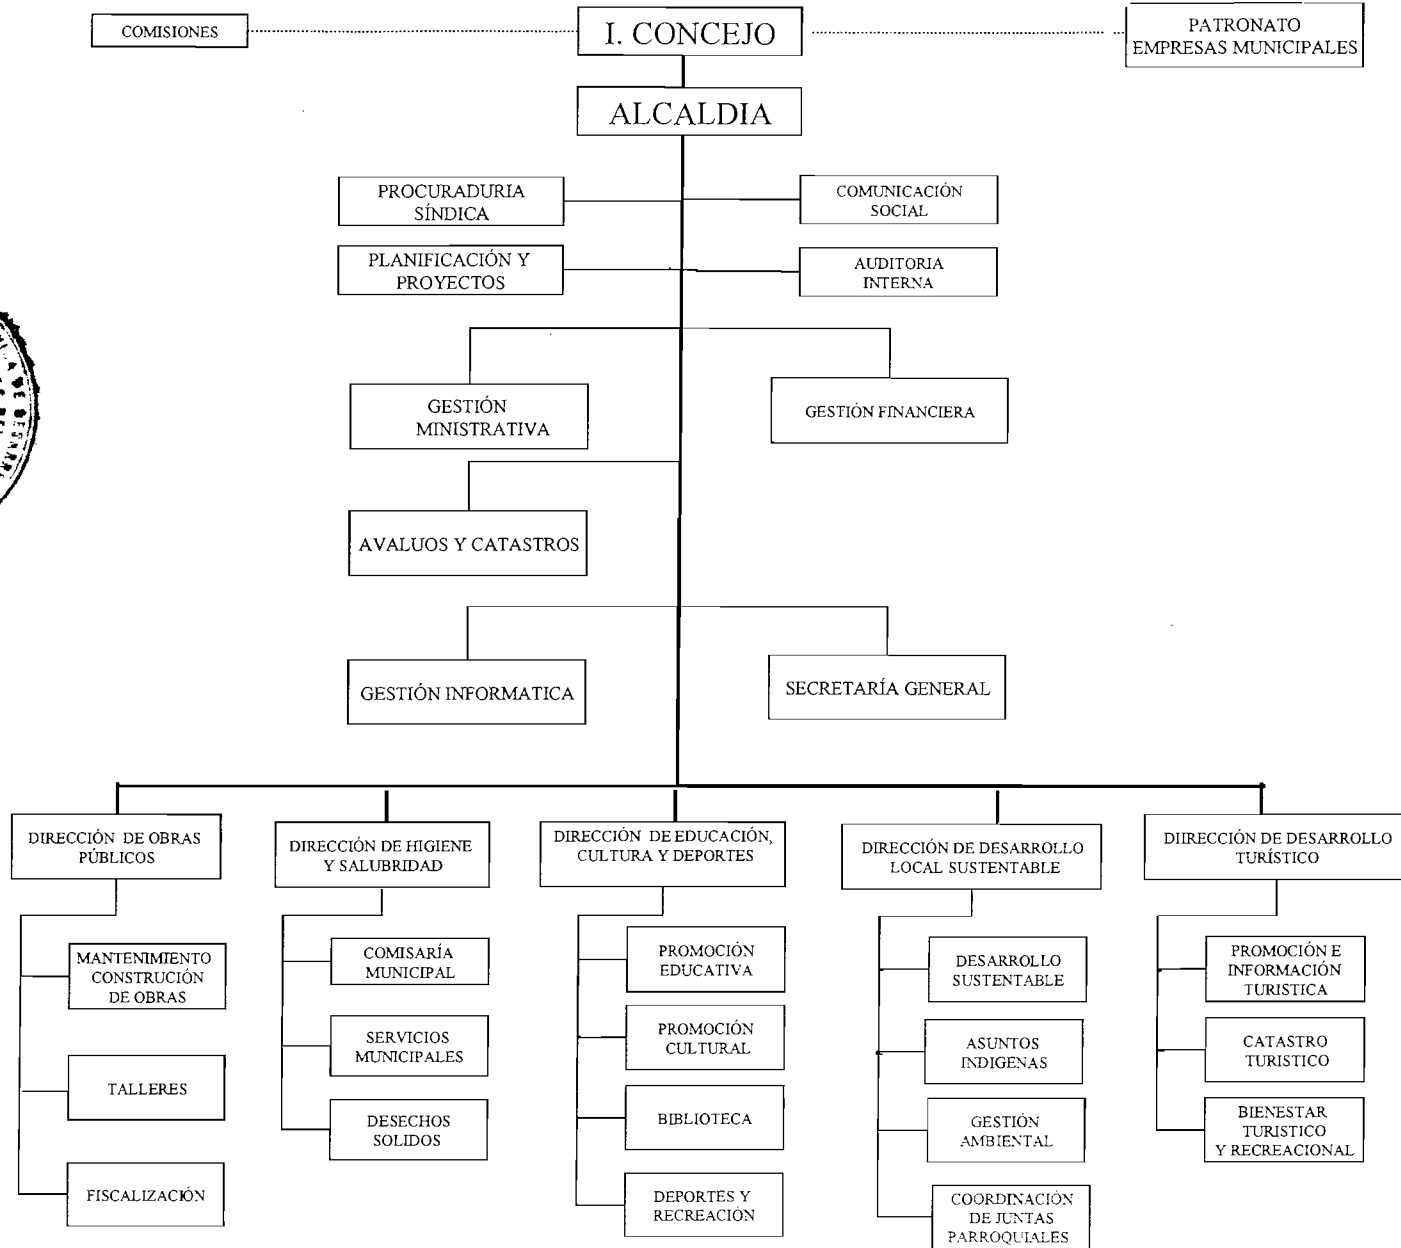 COMISIONES
I. CONCEJO
PATRONATO
EMPRESAS MUNICIPALES
ALCALDIA
PROCURADURIA
SÍNDICA
COMUNICACIÓN
SOCIAL
PLANIFICACIÓN Y
PROYECTOS
AUDITORIA
INTERNA
GESTIÓN
MINISTRATIVA
GESTIÓN FINANCIERA
AVALUOS Y CATASTROS
GESTIÓN INFORMATICA
SECRETARÍA GENERAL
DIRECCIÓN DE OBRAS
PÚBLICOS
DIRECCIÓN DE HIGIENE
Y SALUBRIDAD
DIRECCIÓN DE EDUCACIÓN,
CULTURA Y DEPORTES
DIRECCIÓN DE DESARROLLO
LOCAL SUSTENTABLE
DIIRECCIÓN DE DESARROLLO
TURÍSTICO
MANTENIMIENTO
CONSTRUCIÓN
DE OBRAS
TALLERES
FISCALIZACIÓN
COMISARÍA
MUNICIPAL
SERVICIOS
MUNICIPALES
DESECHOS
SOLIDOS
PROMOCIÓN
EDUCATIVA
PROMOCIÓN
CULTURAL
BIBLIOTECA
DEPORTES Y
RECREACIÓN
DESARROLLO
SUSTENTABLE
ASUNTOS
INDIGENAS
GESTIÓN
AMBIENTAL
COORDINACIÓN
DE JUNTAS
PARROQUIALES
PROMOCIÓN E
INFORMACIÓN
TURISTICA
CATASTRO
TURISTICO
BIENESTAR
TURISTICO
Y RECREACIONAL